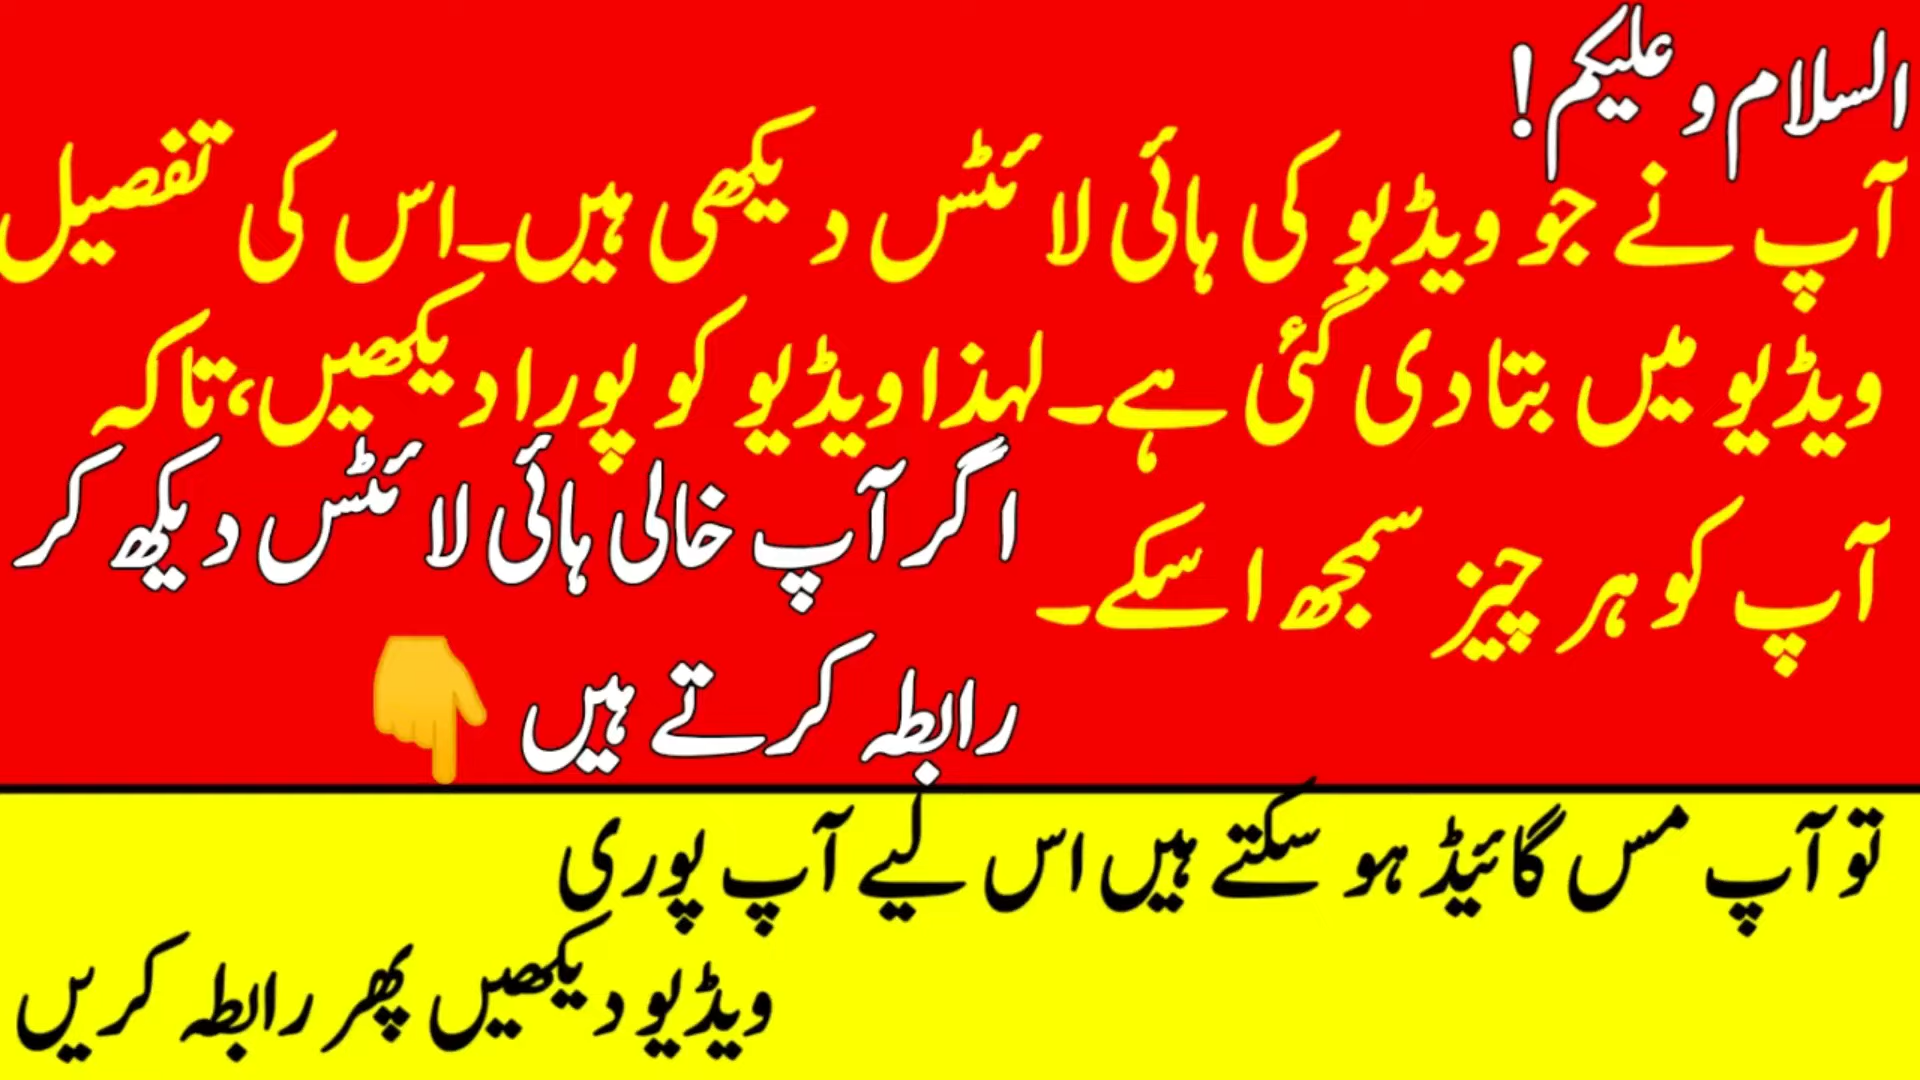 السلام و علیکم!
آپ نے جو ویڈیو کی ہائی لائٹس دیکھی ہیں۔اس کی تفصیل
ویڈیو میں بتا دی گئی ہے۔لہذا ویڈیو کو پورا دیکھیں،تاکہ
آپ کو ہر چیز سمجھ اسکے۔
اگر آپ خالی ہائی لائٹس دیکھ کر
رابطہ کرتے ہیں 👇
تو آپ مس گائیڈ ہو سکتے ہیں اس لیے آپ پوری
ویڈیو دیکھیں پھر رابطہ کریں